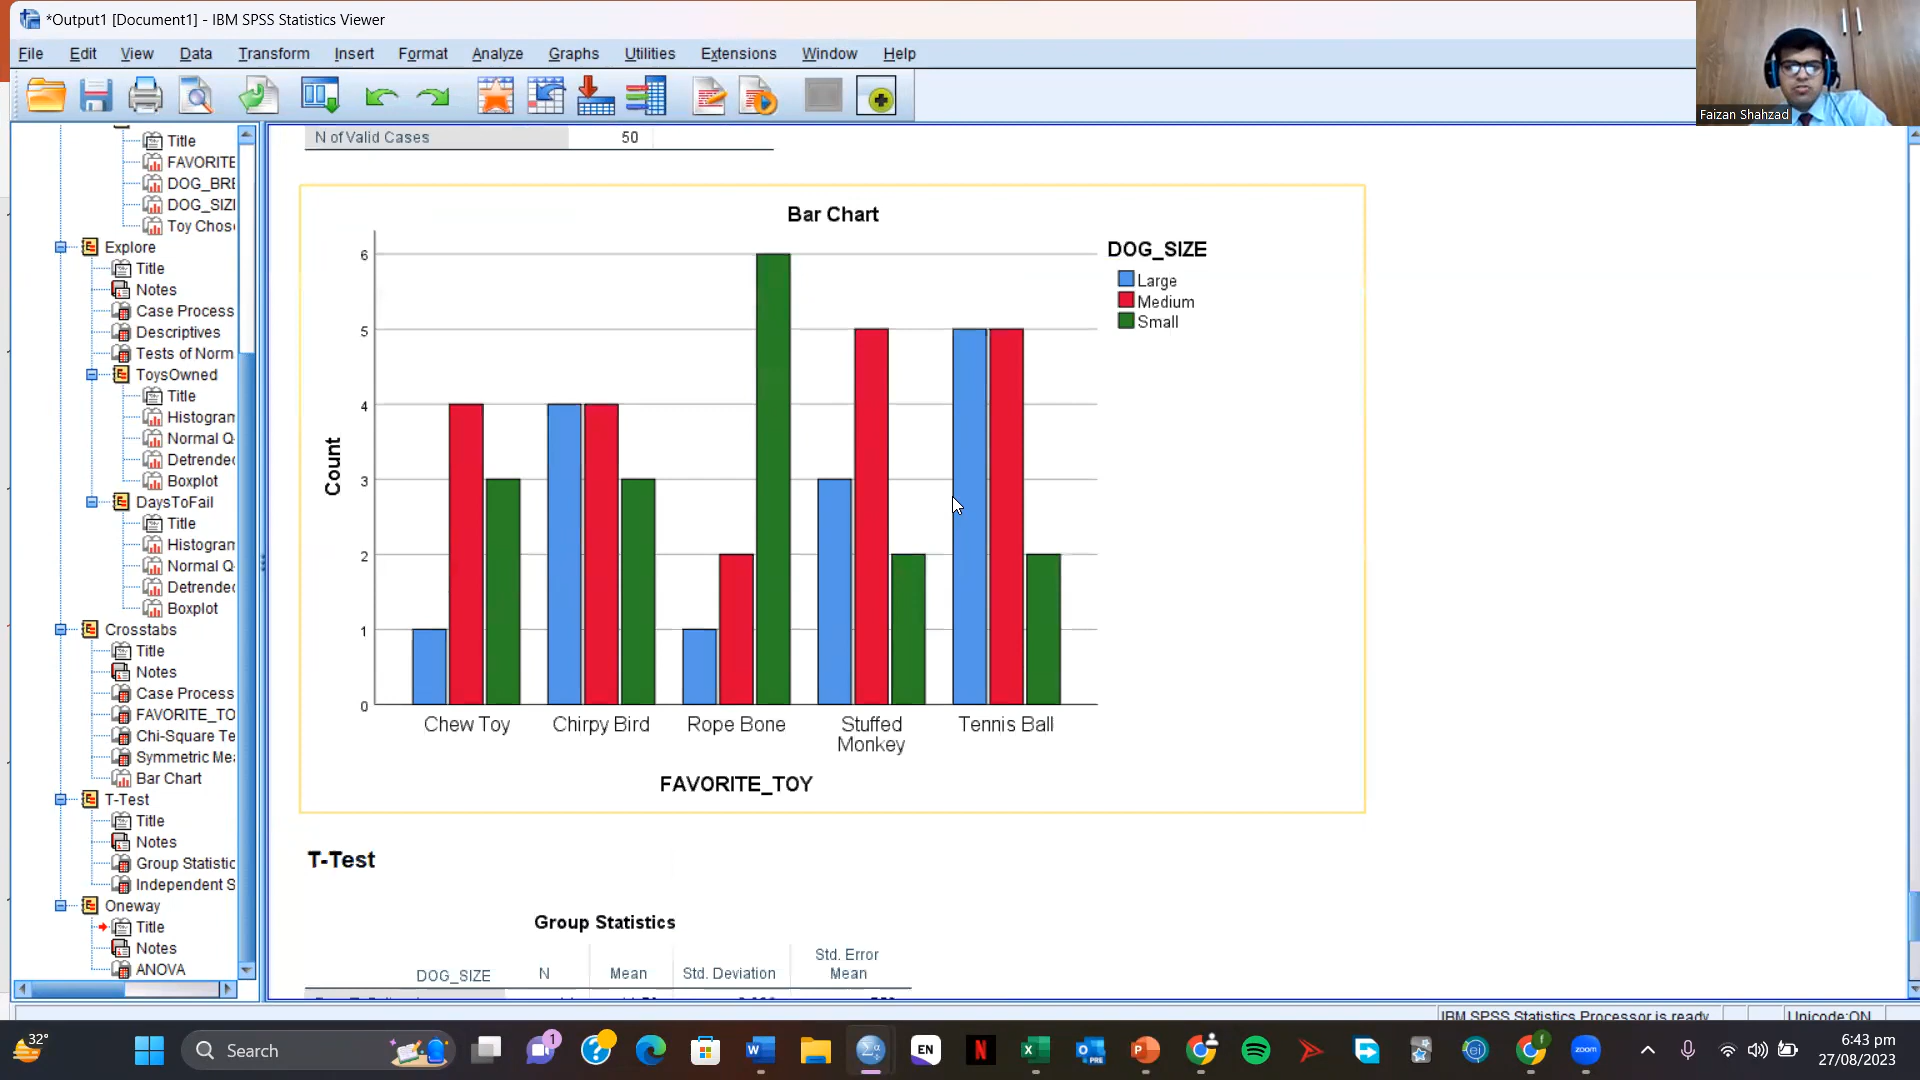 *Output1 [Document1] - IBM SPSS Statistics Viewer
File Edit View Data Transform Insert Format Graphs Analyze Utilities Extensions Window Help
Faizan Shahzad
Title
FAVORITE
DOG_BRE
DOG_SIZI
Toy Chos
Explore
Title
Notes
Case Process
Descriptives
Tests of Norm
ToysOwned
Title
Histogram
Normal Q
Detrended
Boxplot
DaysToFail
Title
Histogram
Normal Q
Detrended
Boxplot
Crosstabs
Title
Notes
Case Process
FAVORITE_TO
Chi-Square Te
Symmetric Mea
Bar Chart
T-Test
Title
Notes
Group Statistic
Independent S
Oneway
Title
Notes
ANOVA
N of Valid Cases 50
Bar Chart
DOG_SIZE
Large
Medium
Small
Count
6
5
4
3
2
1
0
Chew Toy Chirpy Bird Rope Bone Stuffed Monkey Tennis Ball
FAVORITE_TOY
T-Test
Group Statistics
DOG_SIZE N Mean Std. Deviation Std. Error Mean
IBM SPSS Statistics Processor is ready
Unicode:ON
32°
Search
1
EN
N
PRE
zoom
6:43 pm
27/08/2023